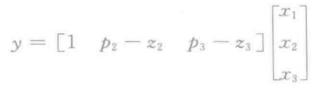 y = [1 p₂ − z₂ p₃ − z₃] [x₁ x₂ x₃]